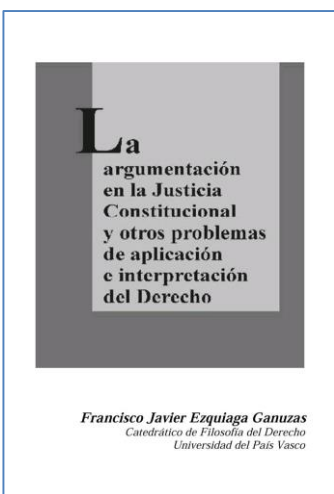 La
argumentación
en la Justicia
Constitucional
y otros problemas
de aplicación
e interpretación
del Derecho
Francisco Javier Ezquiaga Ganuzas
Catedrático de Filosofía del Derecho
Universidad del País Vasco